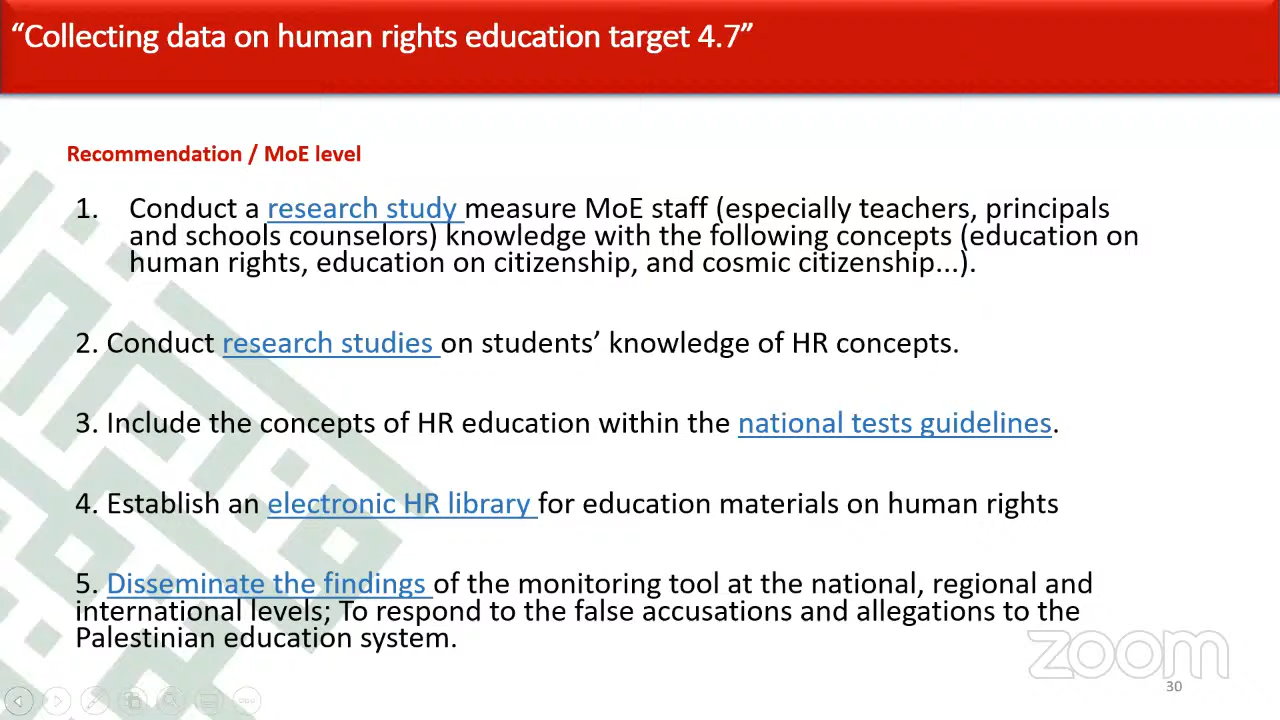 “Collecting data on human rights education target 4.7”
Recommendation / MoE level
1. Conduct a research study measure MoE staff (especially teachers, principals
and schools counselors) knowledge with the following concepts (education on
human rights, education on citizenship, and cosmic citizenship...).
2. Conduct research studies on students’ knowledge of HR concepts.
3. Include the concepts of HR education within the national tests guidelines.
4. Establish an electronic HR library for education materials on human rights
5. Disseminate the findings of the monitoring tool at the national, regional and
international levels; To respond to the false accusations and allegations to the
Palestinian education system.
zoom
30